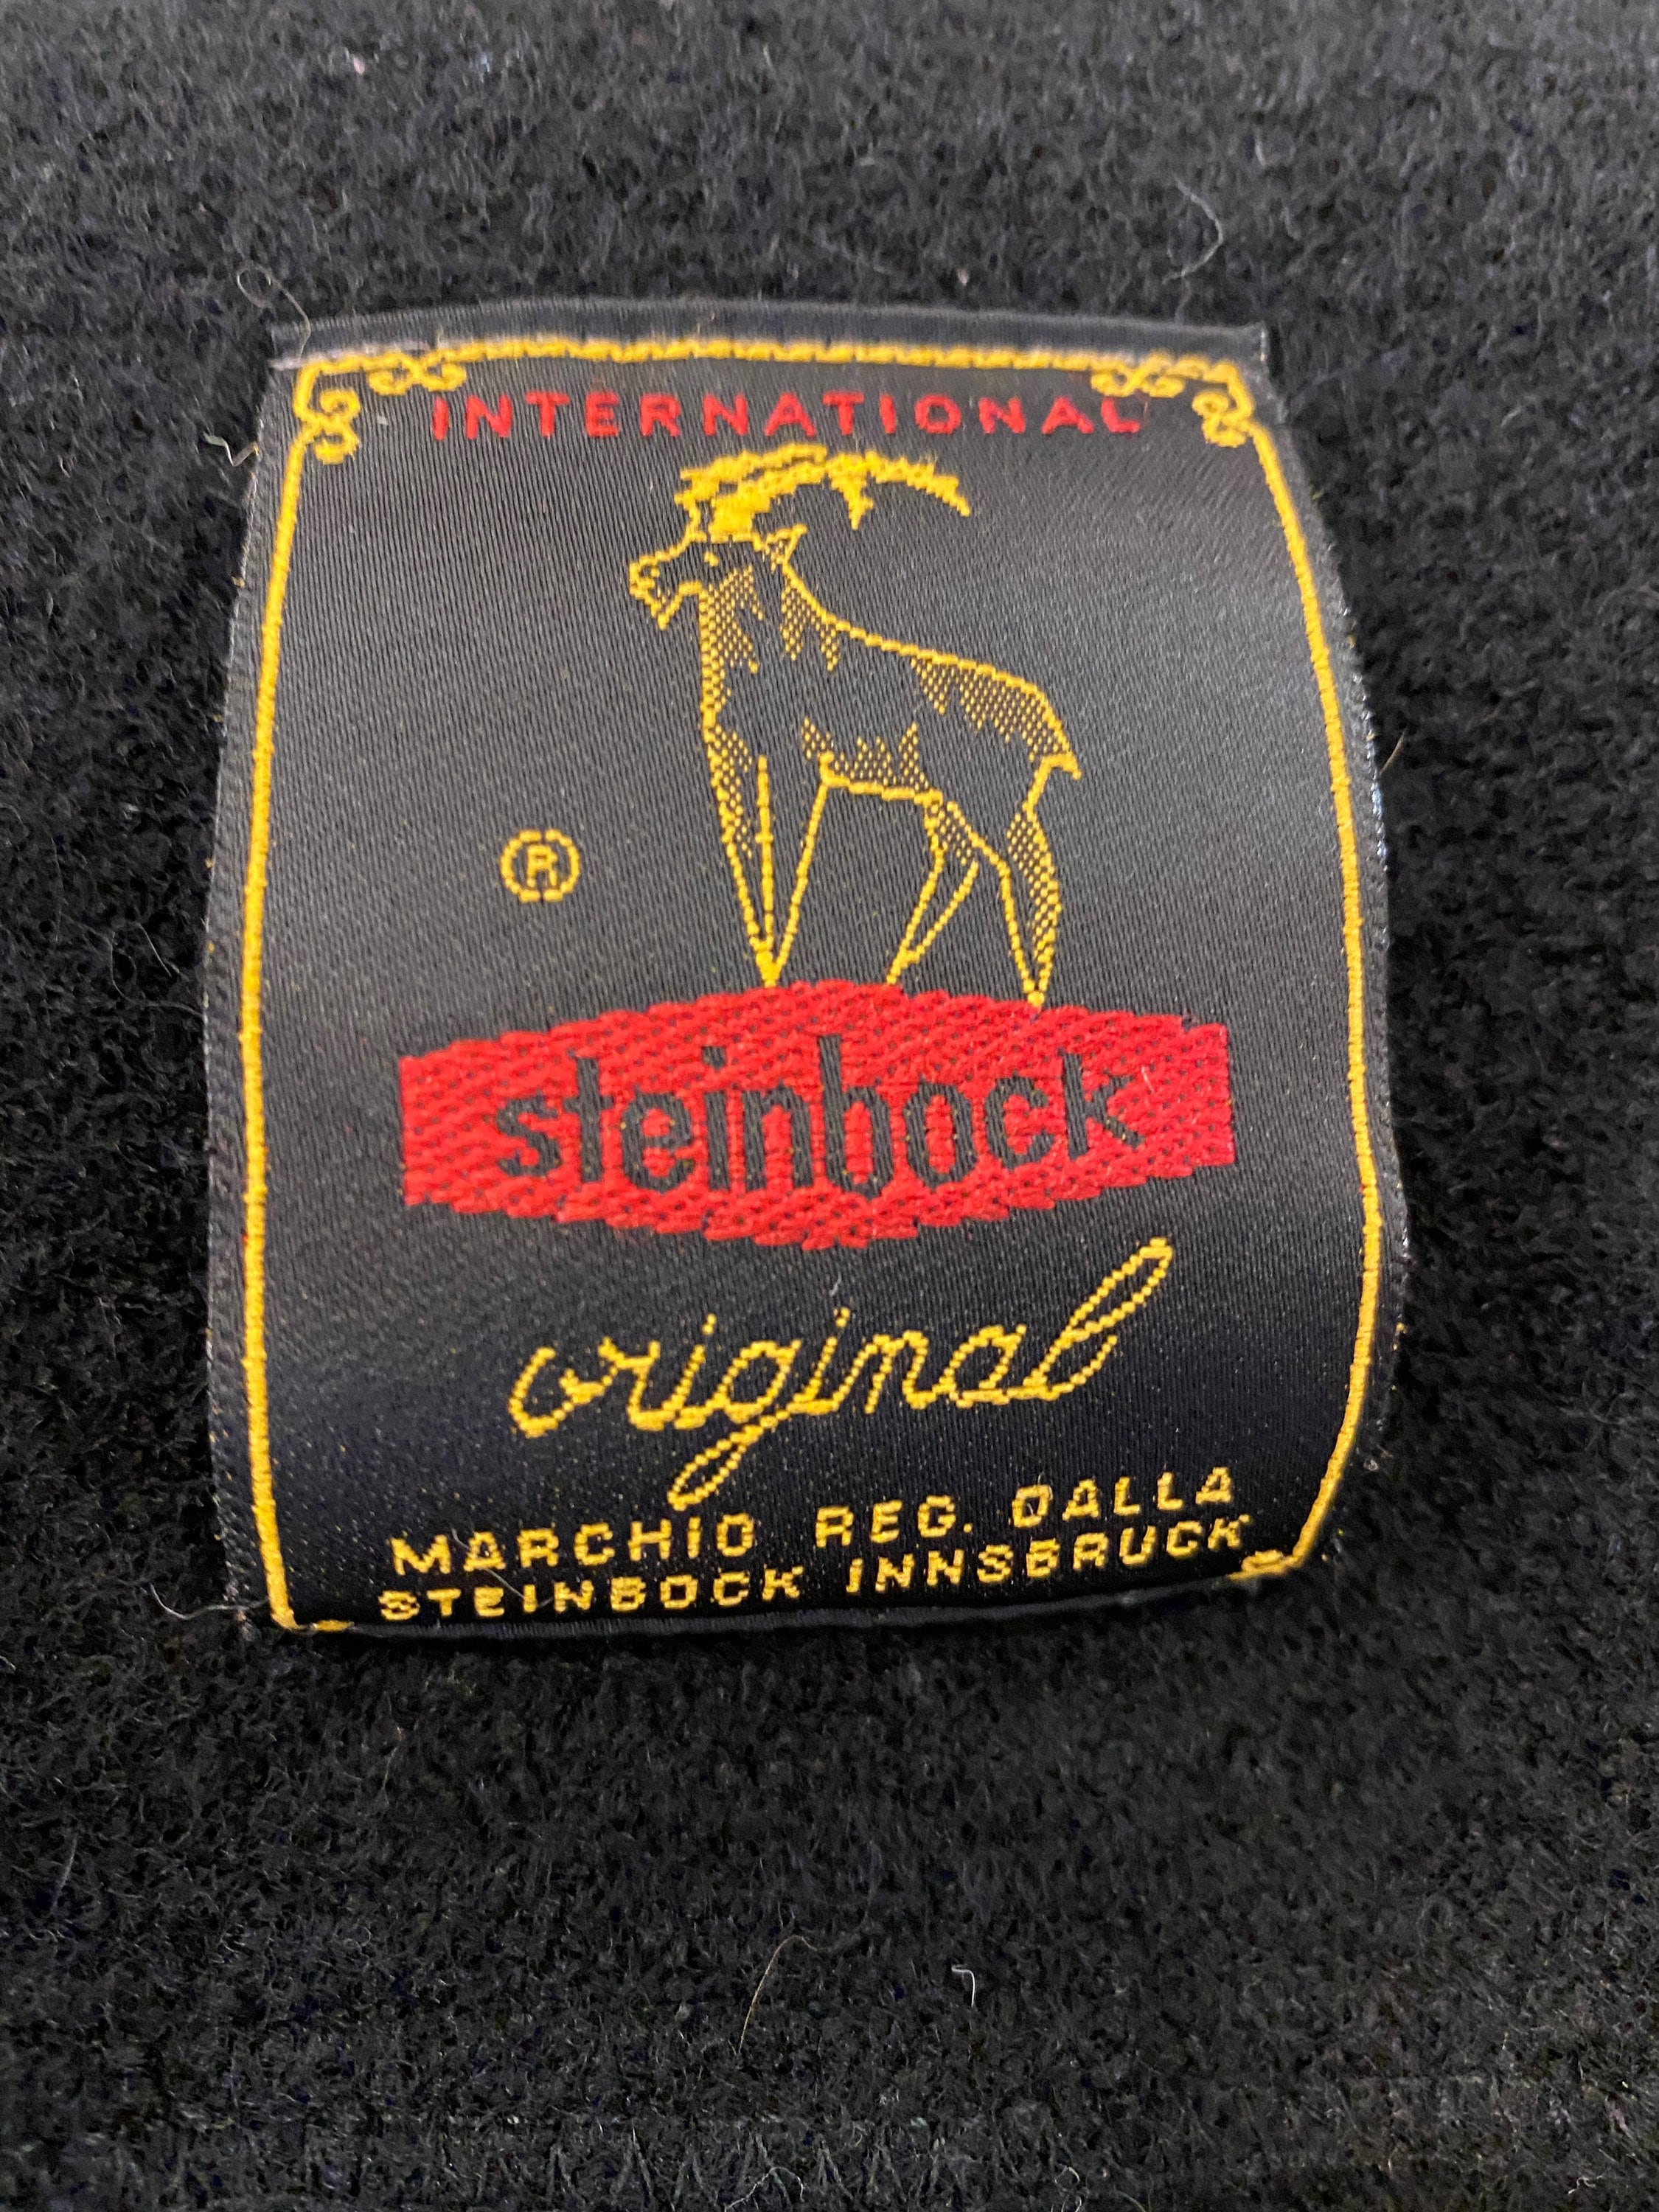 INTERNATIONAL
®
steinbock
original
MARCHIO REG. DALLA
STEINBOCK INNSBRUCK